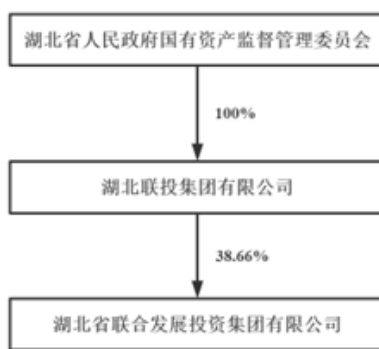 湖北省人民政府国有资产监督管理委员会
100%
湖北联投集团有限公司
38.66%
湖北省联合发展投资集团有限公司